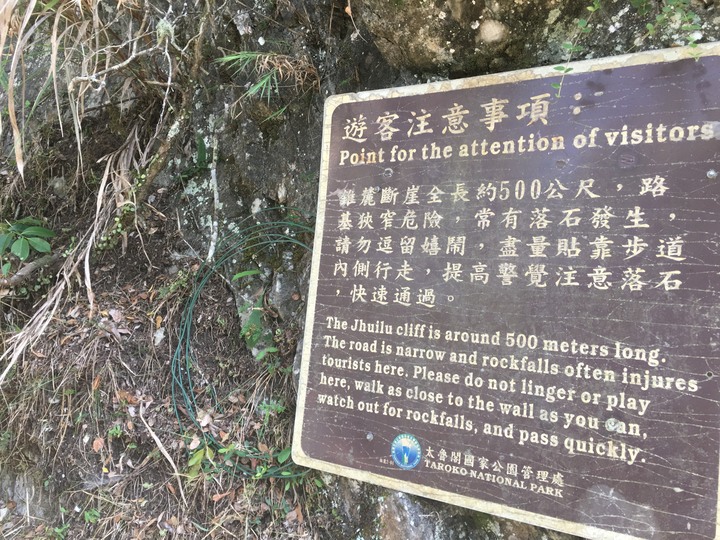 遊客注意事項：
Point for the attention of visitors
錐麓斷崖全長約500公尺，路
基狹窄危險，常有落石發生，
請勿逗留嬉鬧，盡量貼靠步道
內側行走，提高警覺注意落石
，快速通過。
The Jhuilu cliff is around 500 meters long.
The road is narrow and rockfalls often injures
tourists here. Please do not linger or play
here, walk as close to the wall as you can,
watch out for rockfalls, and pass quickly.
太魯閣國家公園管理處
TAROKO NATIONAL PARK